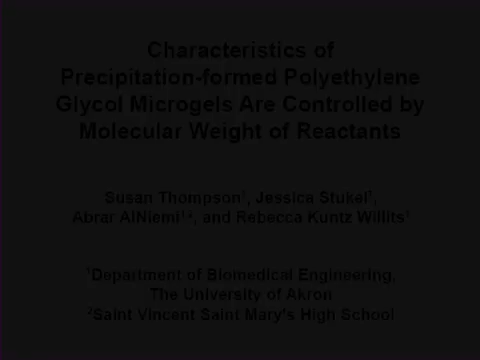 Characteristics of
Precipitation-formed Polyethylene
Glycol Microgels Are Controlled by
Molecular Weight of Reactants
Susan Thompson¹, Jessica Stukel¹,
Abrar AlNiemi¹,², and Rebecca Kuntz Willits¹
¹Department of Biomedical Engineering,
The University of Akron
²Saint Vincent Saint Mary's High School